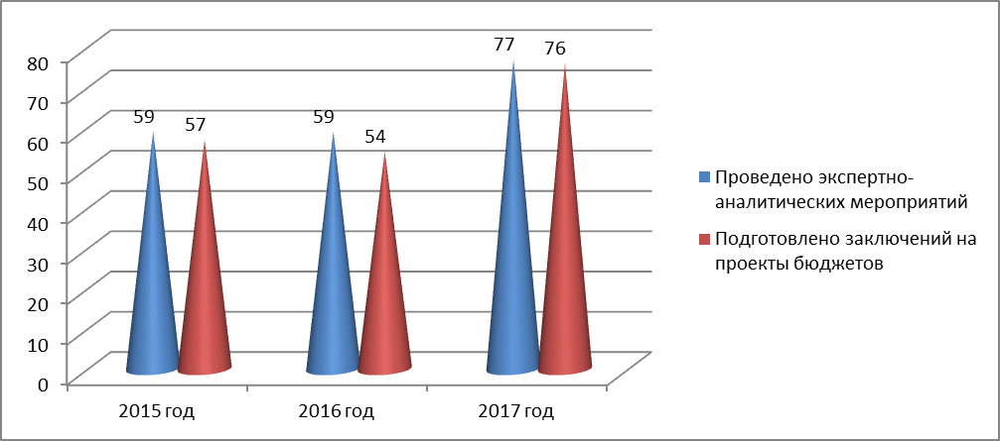 77
76
80
70
59
57
59
54
60
50
40
30
20
10
0
2015 год
2016 год
2017 год
Проведено экспертно-
аналитических мероприятий
Подготовлено заключений на
проекты бюджетов